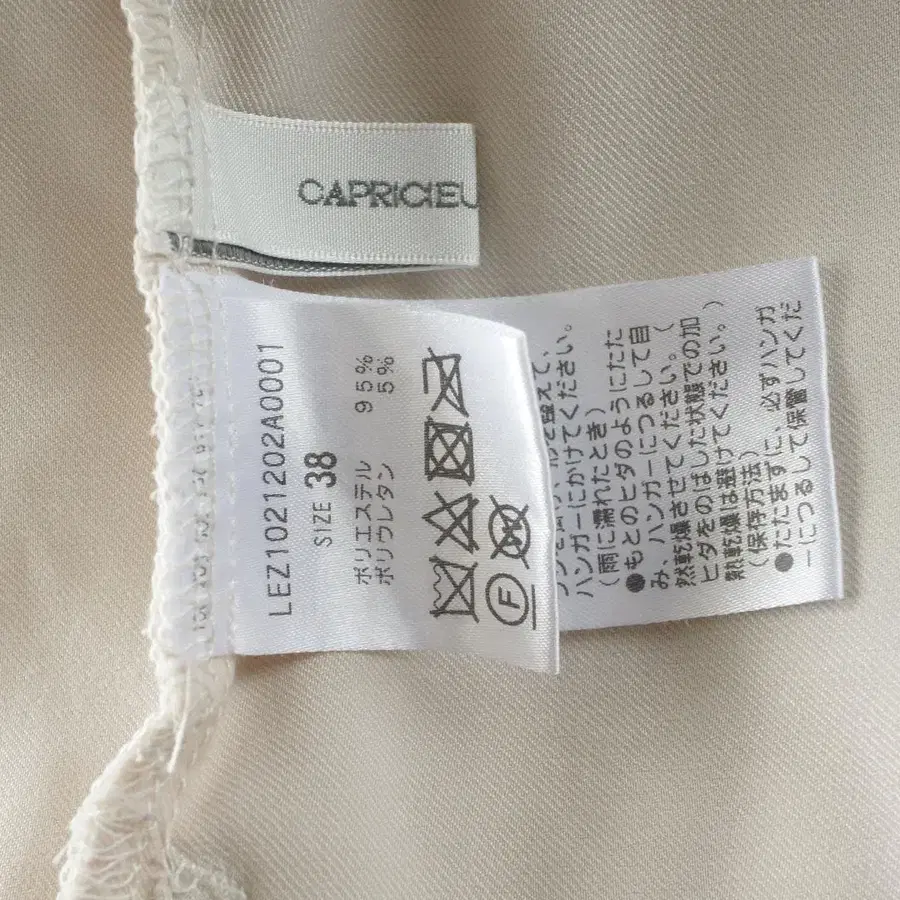 CAPRICIEU
LEZ1021202A0001
SIZE 38
ポリエステル 95%
ポリウレタン 5%
F
ハンガーにかけてください。
(雨に濡れたとき)
●もとのヒダのようにたた
み、ハンガーにつるして自
然乾燥させてください。(
ヒダをのばした状態での加
熱乾燥は避けてください。)
(保存方法)
●たたまずに、必ずハンガ
ーにつるして保管してくだ